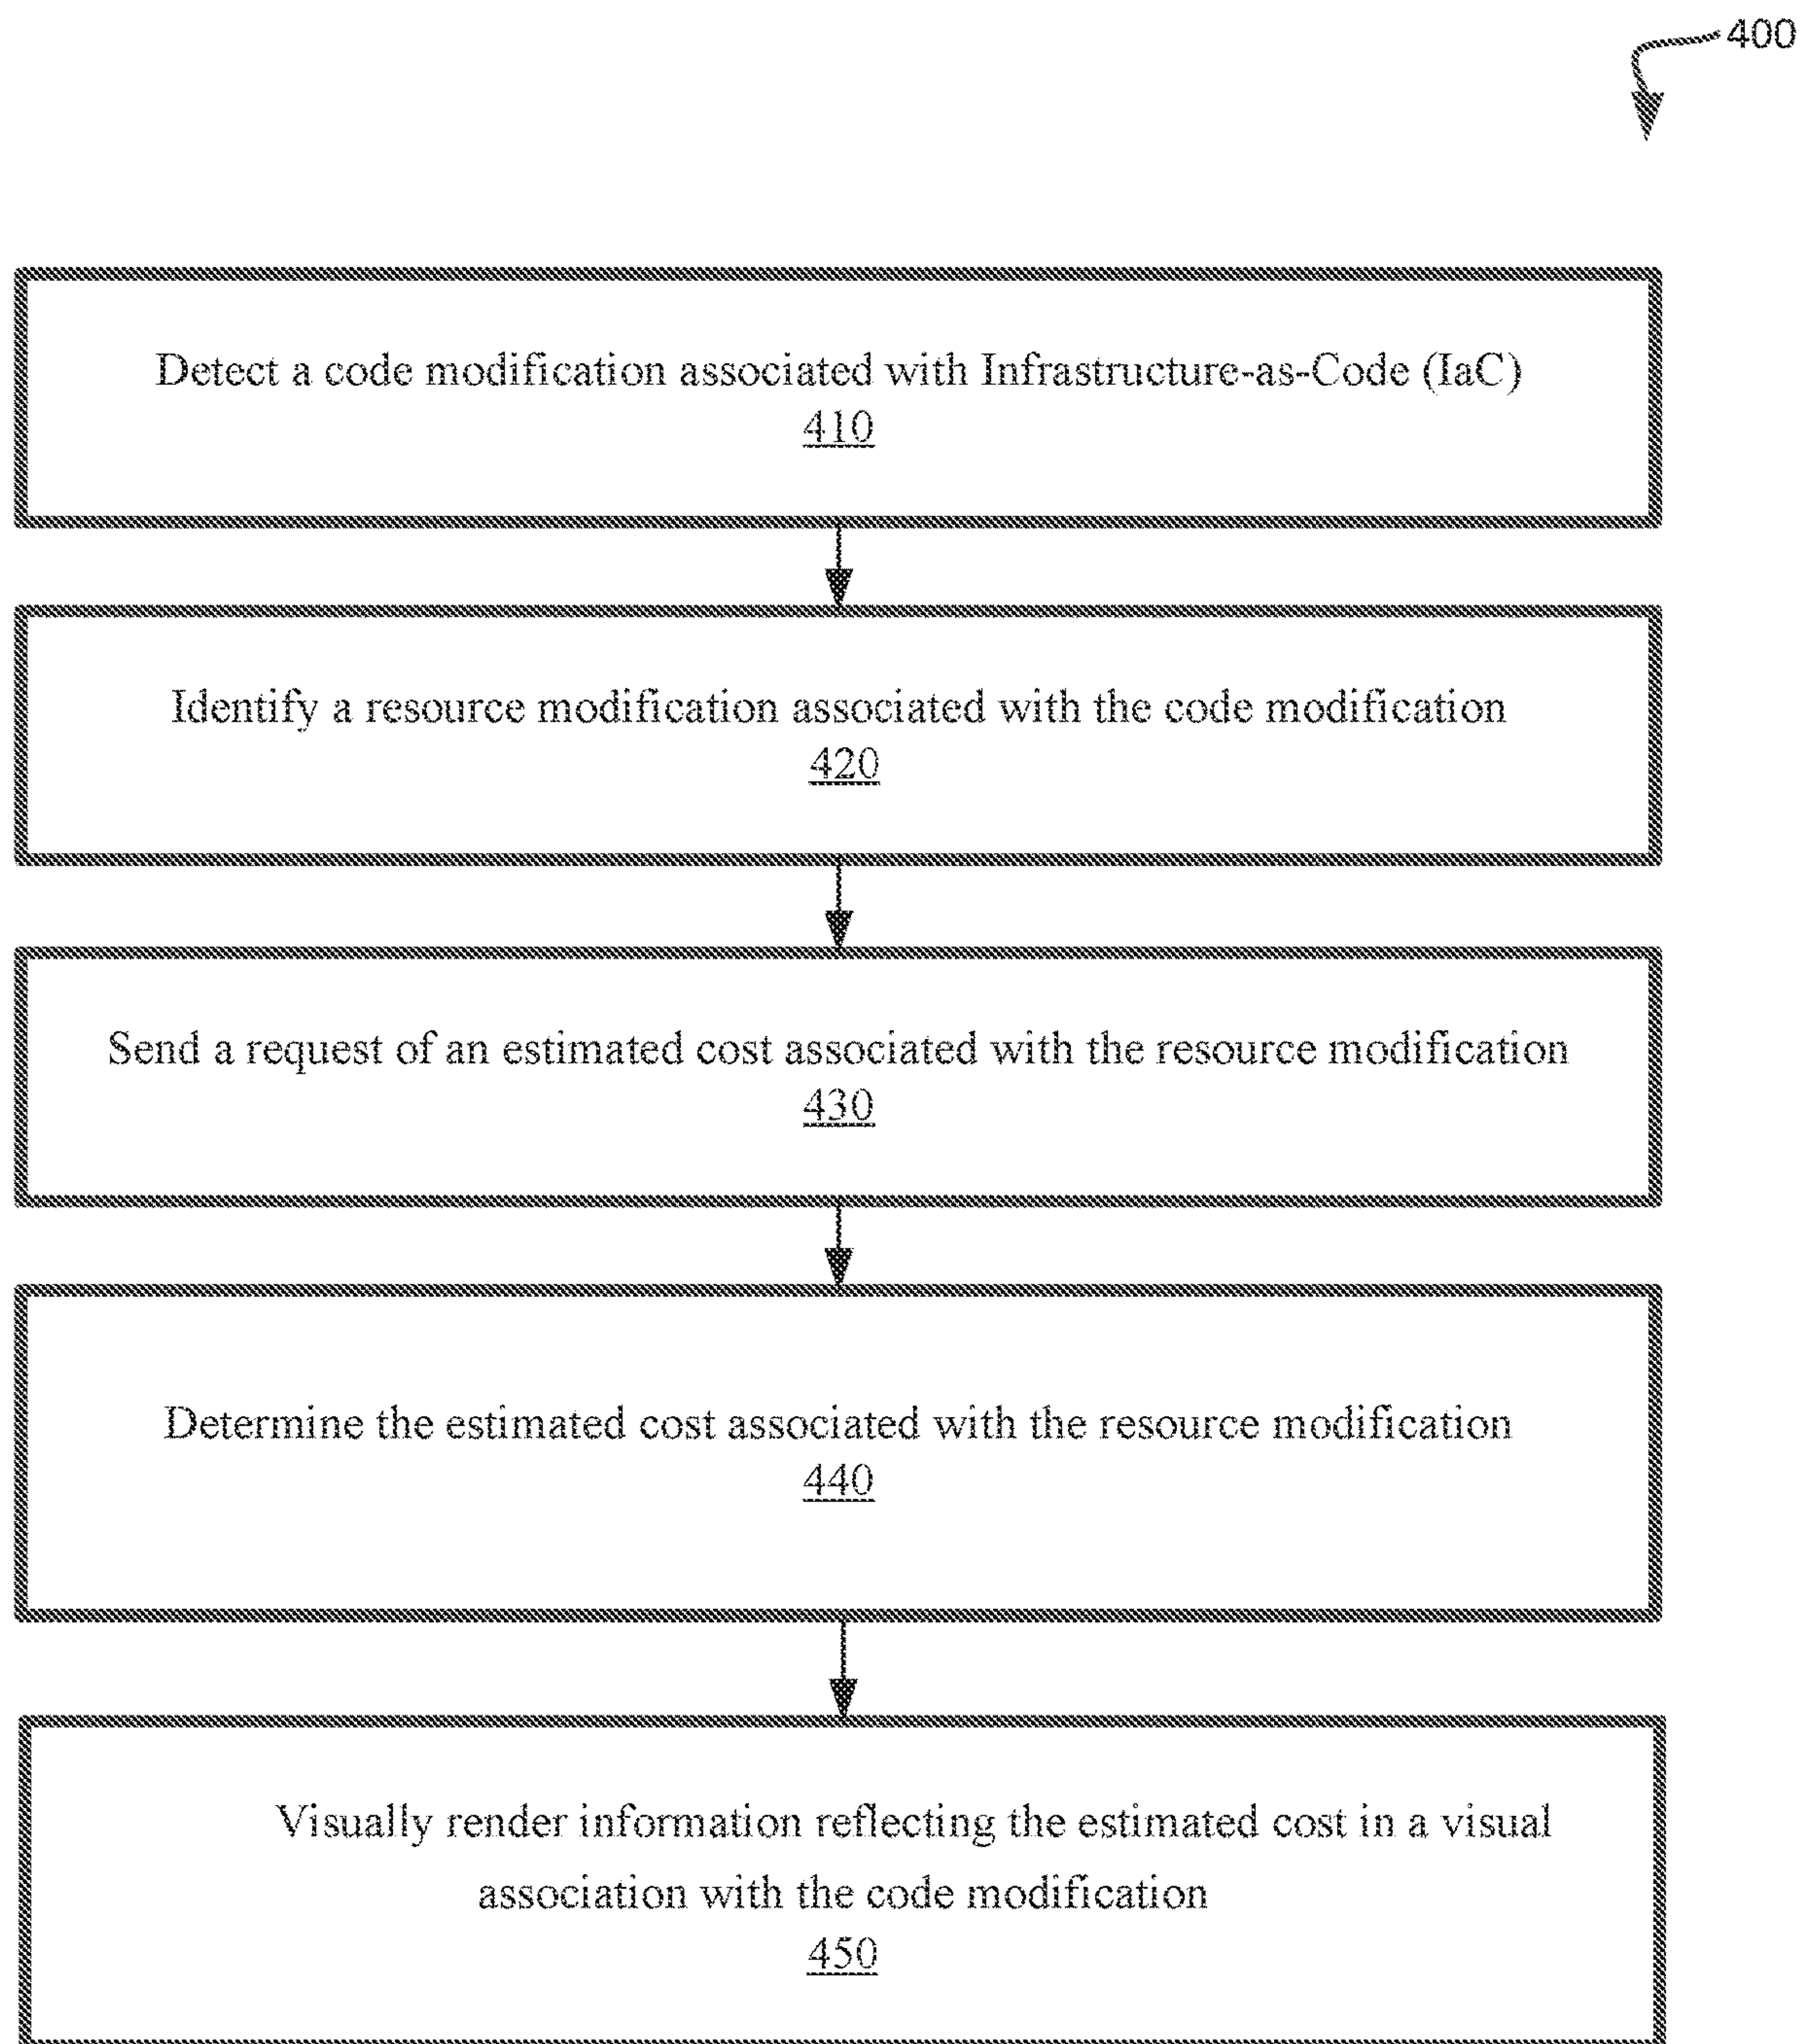 400
Detect a code modification associated with Infrastructure-as-Code (IaC)
410
Identify a resource modification associated with the code modification
420
Send a request of an estimated cost associated with the resource modification
430
Determine the estimated cost associated with the resource modification
440
Visually render information reflecting the estimated cost in a visual
association with the code modification
450